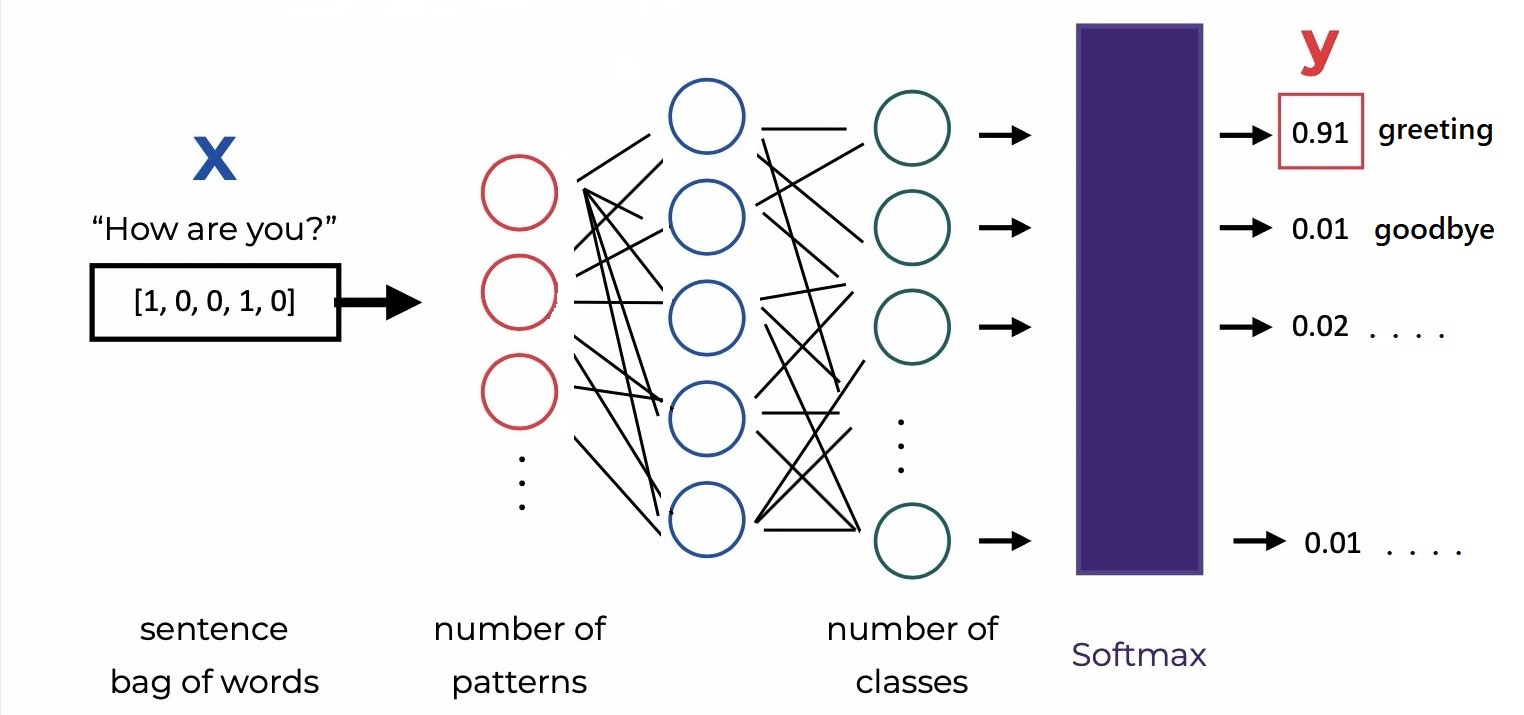 X
“How are you?”
[1, 0, 0, 1, 0]
sentence
bag of words
number of
patterns
number of
classes
Softmax
y
0.91 greeting
0.01 goodbye
0.02 . . . .
0.01 . . . .